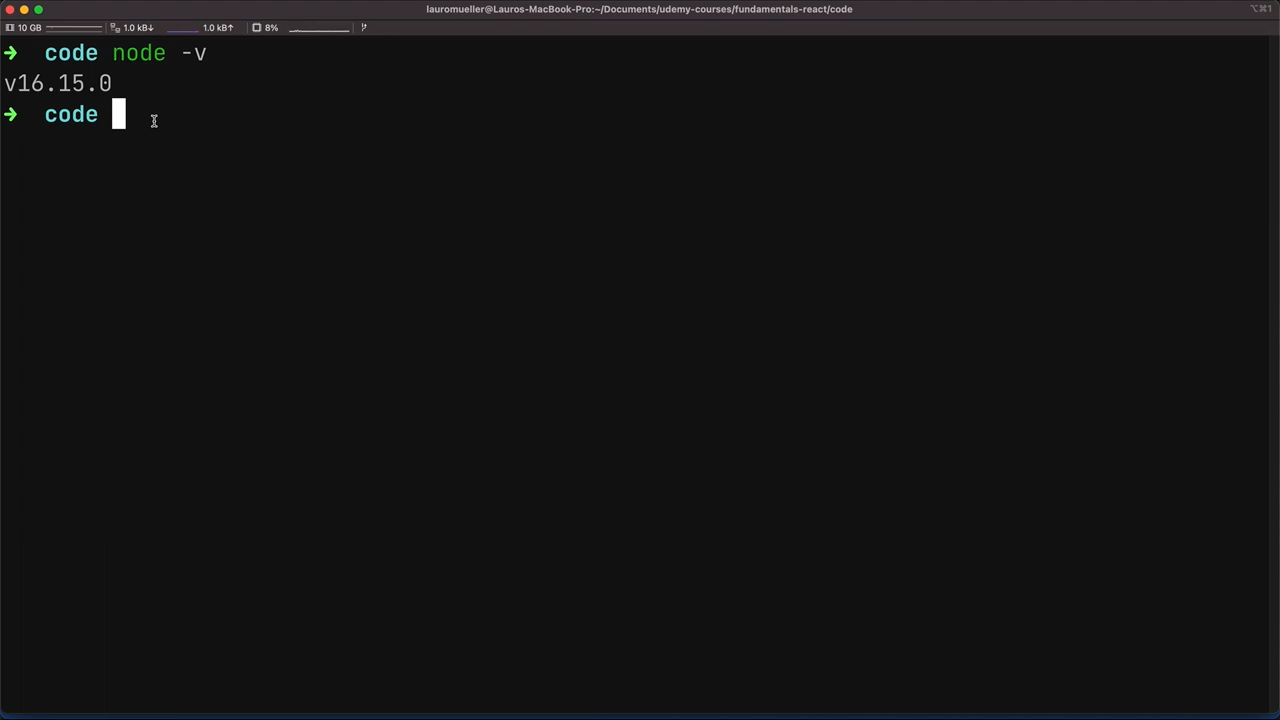 lauromueller@Lauros-MacBook-Pro:~/Documents/udemy-courses/fundamentals-react/code
⌥⌘1
10 GB 1.0 kB↓ 1.0 kB↑ 8%
➜ code node -v
v16.15.0
➜ code